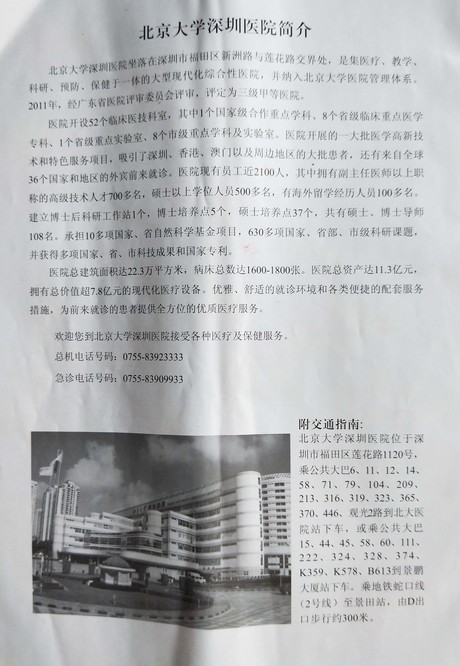 北京大学深圳医院简介
北京大学深圳医院坐落在深圳市福田区新洲路与莲花路交界处，是集医疗、教学、
科研、预防、保健于一体的大型现代化综合性医院，并纳入北京大学医院管理体系。
2011年，经广东省医院评审委员会评审，评定为三级甲等医院。
医院开设52个临床医技科室，其中1个国家级合作重点学科、8个省级临床重点医学
专科、1个省级重点实验室、8个市级重点学科及实验室。医院开展的一大批医学高新技
术和特色服务项目，吸引了深圳、香港、澳门以及周边地区的大批患者，还有来自全球
36个国家和地区的外宾前来就诊。医院现有员工近2100人，其中拥有副主任医师以上职
称的高级技术人才700多名，硕士以上学位人员500多名，有海外留学经历人员100多名。
建立博士后科研工作站1个，博士培养点5个，硕士培养点37个，共有硕士、博士导师
108名。承担10多项国家、省自然科学基金项目，630多项国家、省部、市级科研课题，
并获得多项国家、省、市科技成果和国家专利。
医院总建筑面积达22.3万平方米，病床总数达1600-1800张。医院总资产达11.3亿元，
拥有总价值超7.8亿元的现代化医疗设备。优雅、舒适的就诊环境和各类便捷的配套服务
措施，为前来就诊的患者提供全方位的优质医疗服务。
欢迎您到北京大学深圳医院接受各种医疗及保健服务。
总机电话号码：0755-83923333
急诊电话号码：0755-83909933
附交通指南:
北京大学深圳医院位于深
圳市福田区莲花路1120号，
乘公共大巴6、11、12、14、
58、71、79、104、209、
213、316、319、323、365、
370、446、观光2路到北大医
院站下车，或乘公共大巴
15、44、45、58、60、111、
222、324、328、374、
K359、K578、B613到景鹏
大厦站下车。乘地铁蛇口线
（2号线）至景田站，由D出
口步行约300米。